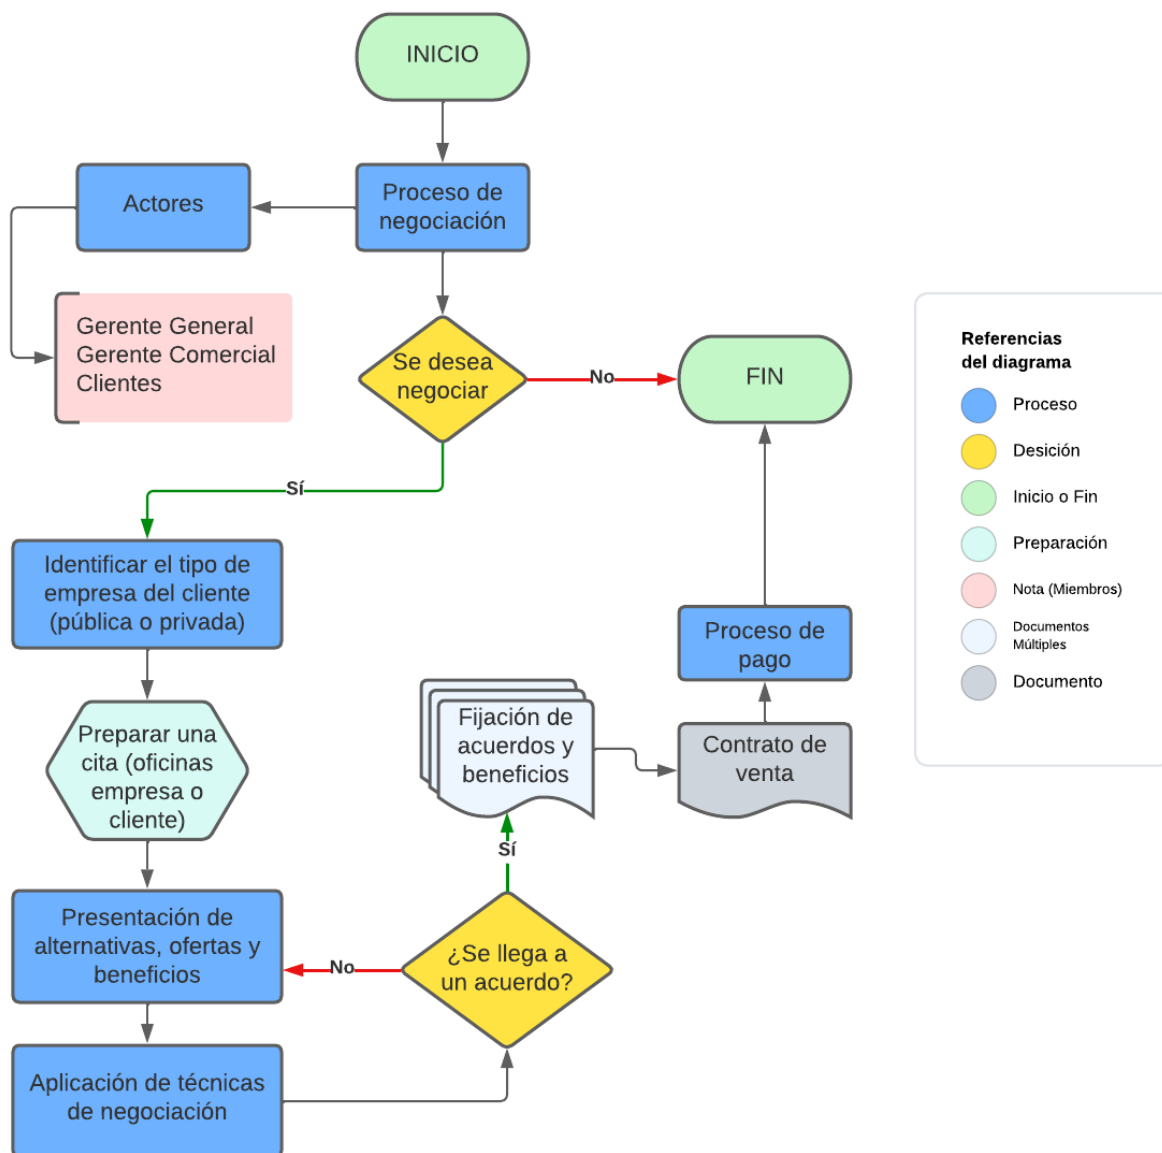 INICIO
Proceso de
negociación
Actores
Gerente General
Gerente Comercial
Clientes
Se desea
negociar
No
FIN
Sí
Identificar el tipo de
empresa del cliente
(pública o privada)
Preparar una
cita (oficinas
empresa o
cliente)
Presentación de
alternativas, ofertas y
beneficios
Aplicación de técnicas
de negociación
¿Se llega a
un acuerdo?
No
Sí
Fijación de
acuerdos y
beneficios
Contrato de
venta
Proceso de
pago
Referencias
del diagrama
Proceso
Desición
Inicio o Fin
Preparación
Nota (Miembros)
Documentos
Múltiples
Documento